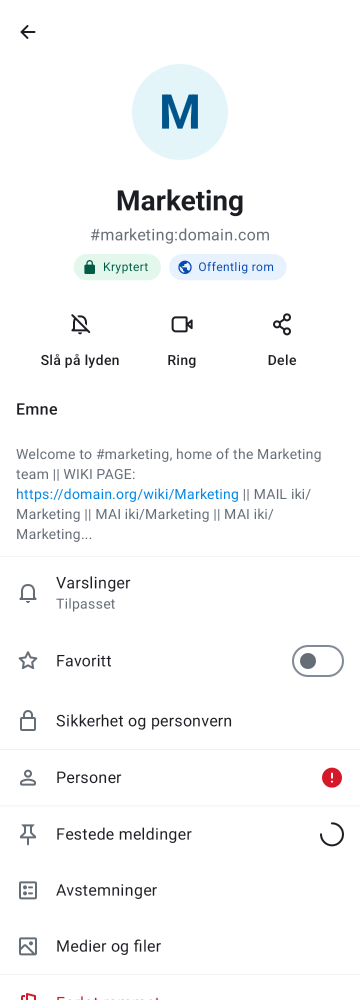 M
Marketing
#marketing:domain.com
Kryptert
Offentlig rom
Slå på lyden
Ring
Dele
Emne
Welcome to #marketing, home of the Marketing
team || WIKI PAGE:
https://domain.org/wiki/Marketing || MAIL iki/
Marketing || MAI iki/Marketing || MAI iki/
Marketing...
Varslinger
Tilpasset
Favoritt
Sikkerhet og personvern
Personer
Festede meldinger
Avstemninger
Medier og filer